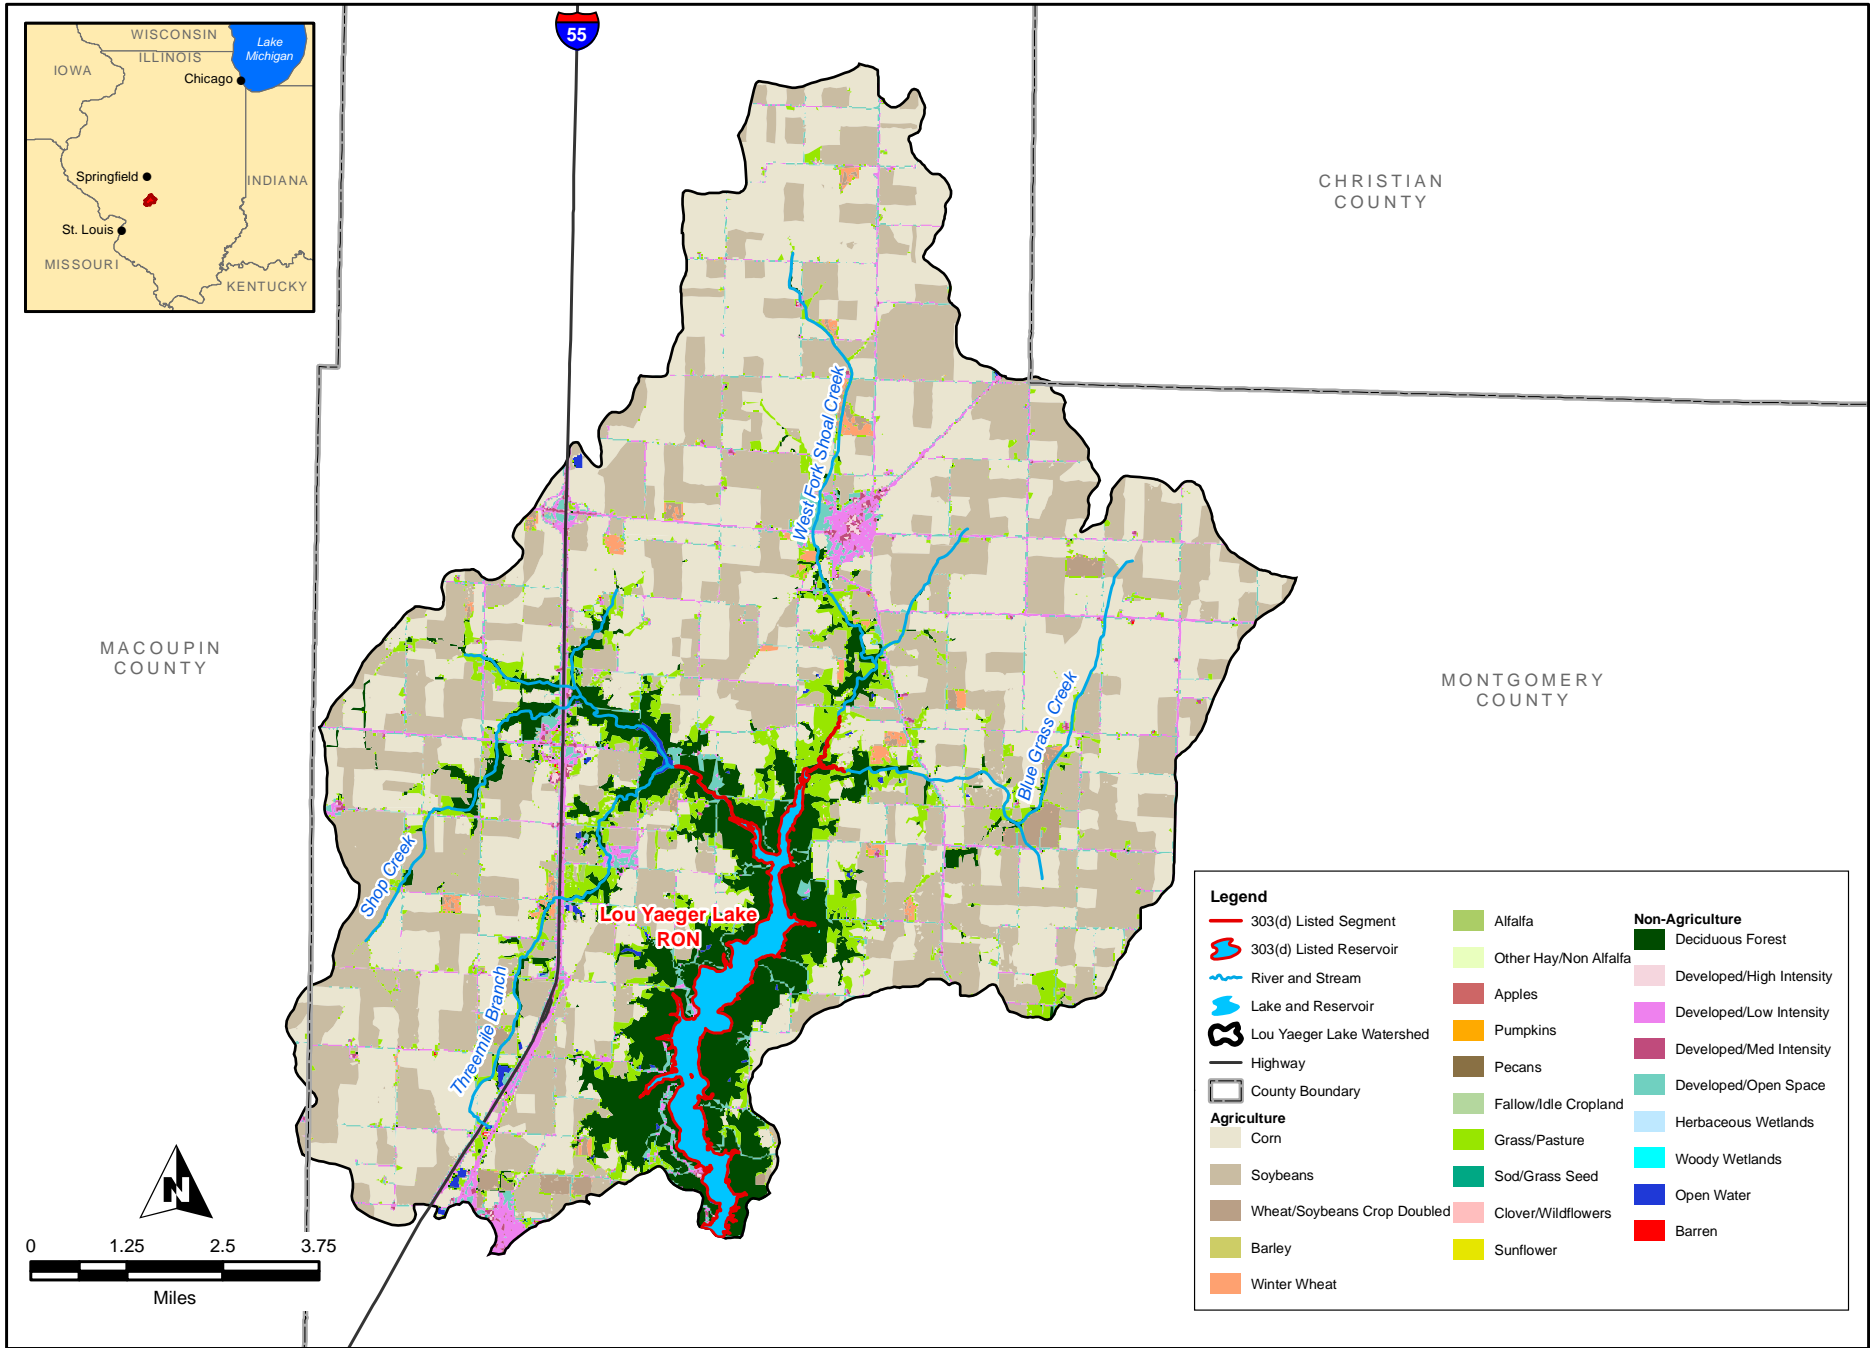 WISCONSIN
ILLINOIS
IOWA
Lake
Michigan
Chicago
Springfield
INDIANA
St. Louis
MISSOURI
KENTUCKY
55
CHRISTIAN
COUNTY
MACOUPIN
COUNTY
MONTGOMERY
COUNTY
West Fork Shoal Creek
Blue Grass Creek
Shop Creek
Threemile Branch
Lou Yaeger Lake
RON
N
0 1.25 2.5 3.75
Miles
Legend
303(d) Listed Segment
303(d) Listed Reservoir
River and Stream
Lake and Reservoir
Lou Yaeger Lake Watershed
Highway
County Boundary
Agriculture
Corn
Soybeans
Wheat/Soybeans Crop Doubled
Barley
Winter Wheat
Alfalfa
Other Hay/Non Alfalfa
Apples
Pumpkins
Pecans
Fallow/Idle Cropland
Grass/Pasture
Sod/Grass Seed
Clover/Wildflowers
Sunflower
Non-Agriculture
Deciduous Forest
Developed/High Intensity
Developed/Low Intensity
Developed/Med Intensity
Developed/Open Space
Herbaceous Wetlands
Woody Wetlands
Open Water
Barren